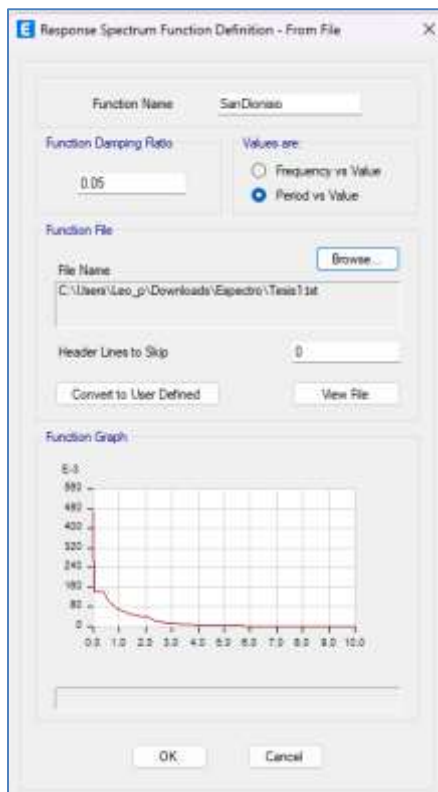 Response Spectrum Function Definition - From File
Function Name SanDionisio
Function Damping Ratio
0.05
Values are:
Frequency vs Value
Period vs Value
Function File
Browse...
File Name
C:\Users\Leo_p\Downloads\Espectro\Tesis1.txt
Header Lines to Skip 0
Convert to User Defined View File
Function Graph
E-3
560
480
400
320
240
160
80
0
0.0 1.0 2.0 3.0 4.0 5.0 6.0 7.0 8.0 9.0 10.0
OK Cancel